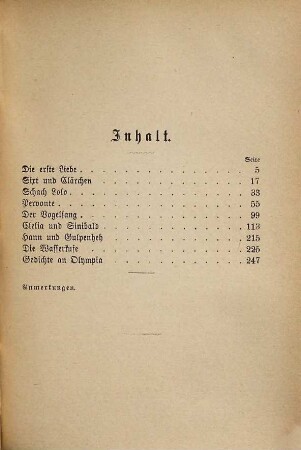 Inhalt.
Seite
Die erste Liebe . . . . . . . . . . . . 5
Sixt und Clärchen . . . . . . . . . . . 17
Schach Lolo . . . . . . . . . . . . 33
Pervonte . . . . . . . . . . . . . 55
Der Vogelsang . . . . . . . . . . . . 99
Clelia und Sinibald . . . . . . . . . . 113
Hann und Gulpenheh . . . . . . . . . . 215
Die Wasserkufe . . . . . . . . . . . 225
Gedichte an Olympia . . . . . . . . . . 247
Anmerkungen.